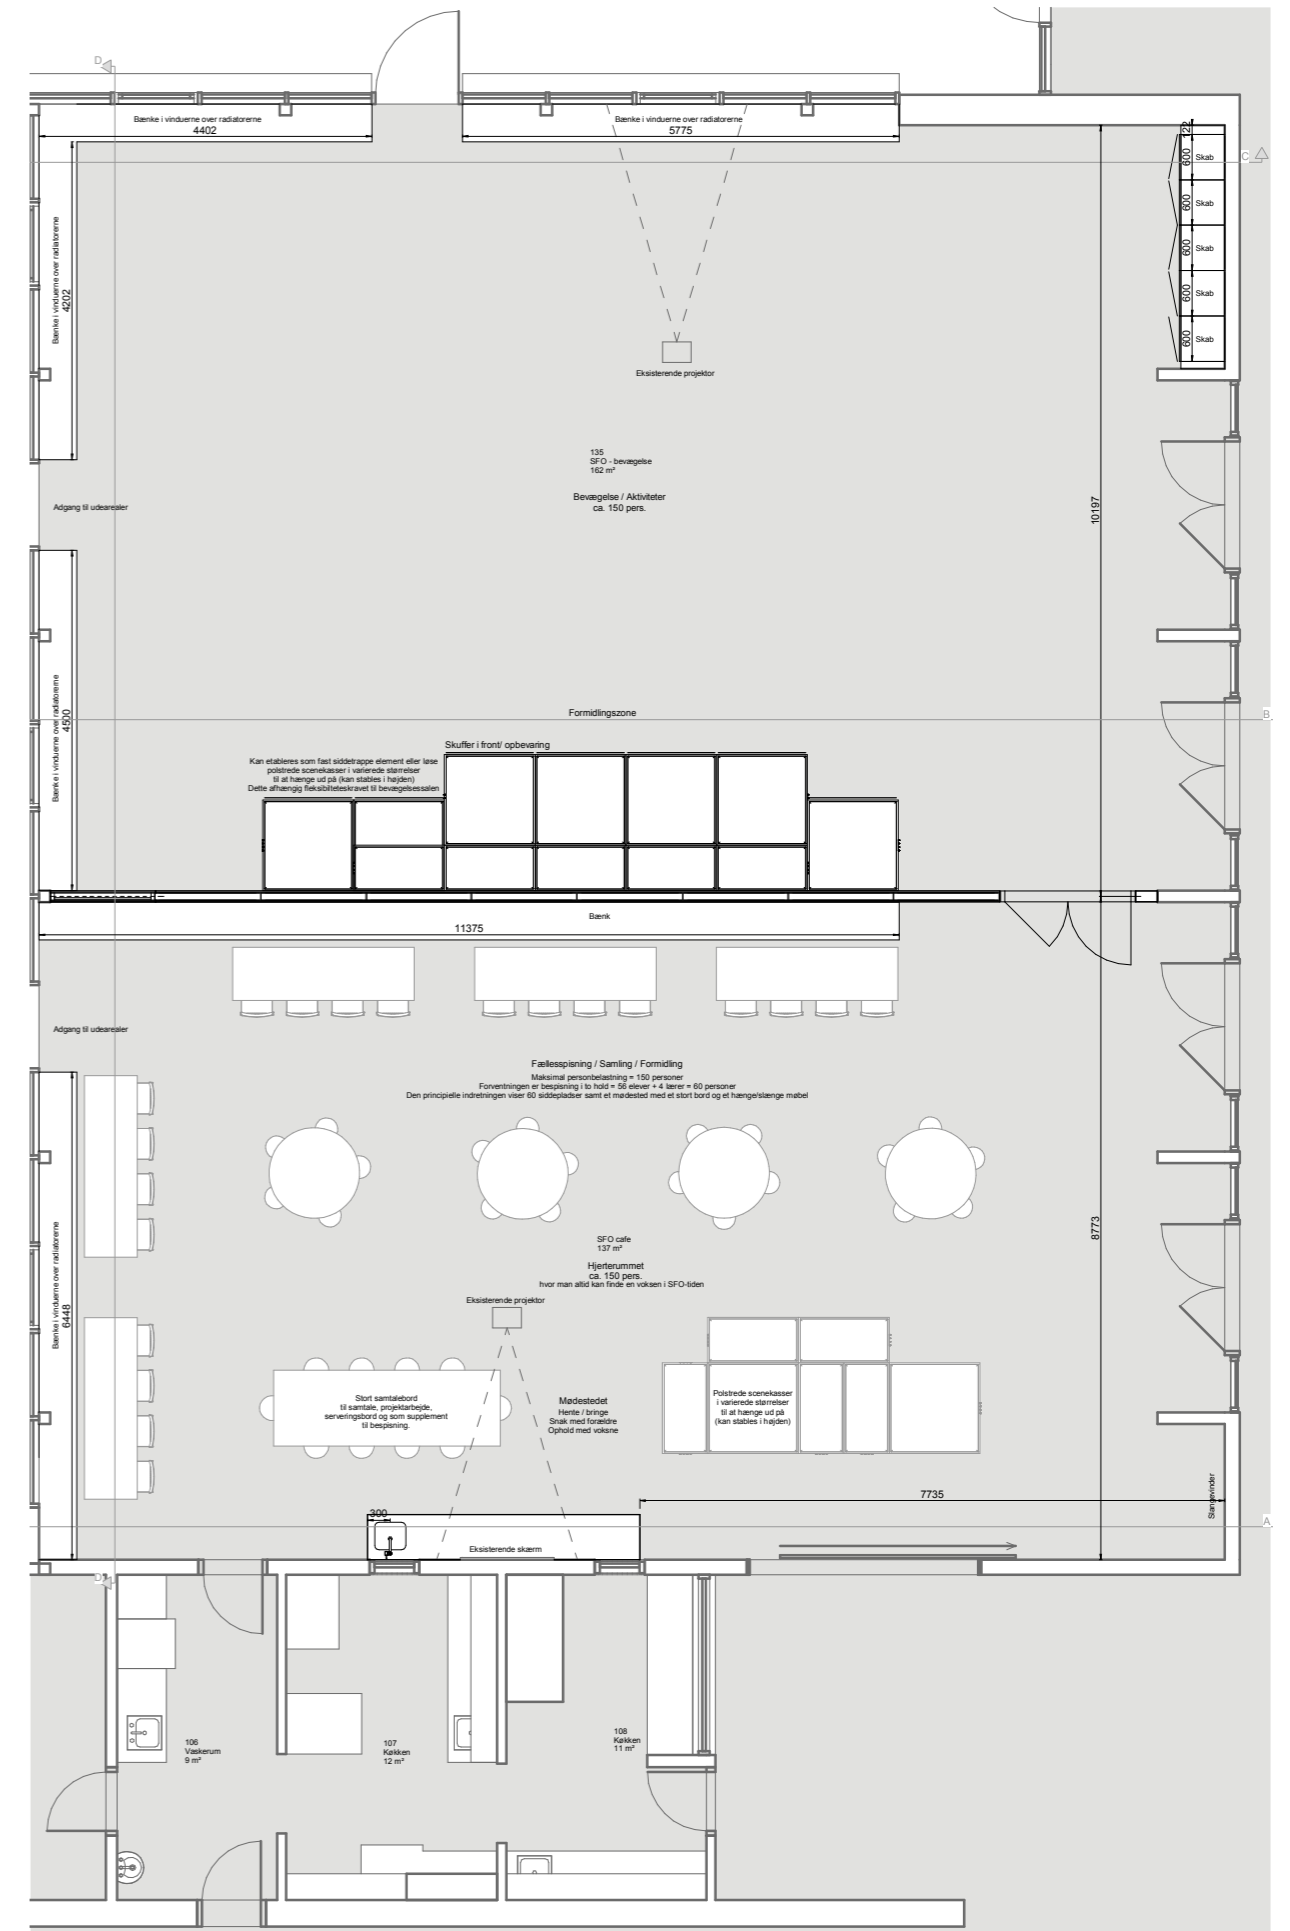 D
Bænke i vinduerne over radiatorerne
4402
Bænke i vinduerne over radiatorerne
5775
122
600
Skab
C
600
Skab
600
Skab
600
Skab
600
Skab
Bænke i vinduerne over radiatorerne
4202
Eksisterende projektor
135
SFO - bevægelse
162 m²
Bevægelse / Aktiviteter
ca. 150 pers.
Adgang til udearealer
10197
Bænke i vinduerne over radiatorerne
4500
Formidlingszone
B
Skuffer i front/ opbevaring
Kan etableres som fast siddetrappe element eller løse
polstrede scenekasser i varierede størrelser
til at hænge ud på (kan stables i højden)
Dette afhængig fleksibilteteskravet til bevægelsessalen
Bænk
11375
Adgang til udearealer
Fællesspisning / Samling / Formidling
Maksimal personbelastning = 150 personer
Forventningen er bespisning i to hold = 56 elever + 4 lærer = 60 personer
Den principielle indretningen viser 60 siddepladser samt et mødested med et stort bord og et hænge/slænge møbel
Bænke i vinduerne over radiatorerne
6448
8773
SFO cafe
137 m²
Hjerterummet
ca. 150 pers.
hvor man altid kan finde en voksen i SFO-tiden
Eksisterende projektor
Stort samtalebord
til samtale, projektarbejde,
serveringsbord og som supplement
til bespisning.
Mødestedet
Hente / bringe
Snak med forældre
Ophold med voksne
Polstrede scenekasser
i varierede størrelser
til at hænge ud på
(kan stables i højden)
7735
Slangevinder
300
A
Eksisterende skærm
D
106
Vaskerum
9 m²
107
Køkken
12 m²
108
Køkken
11 m²